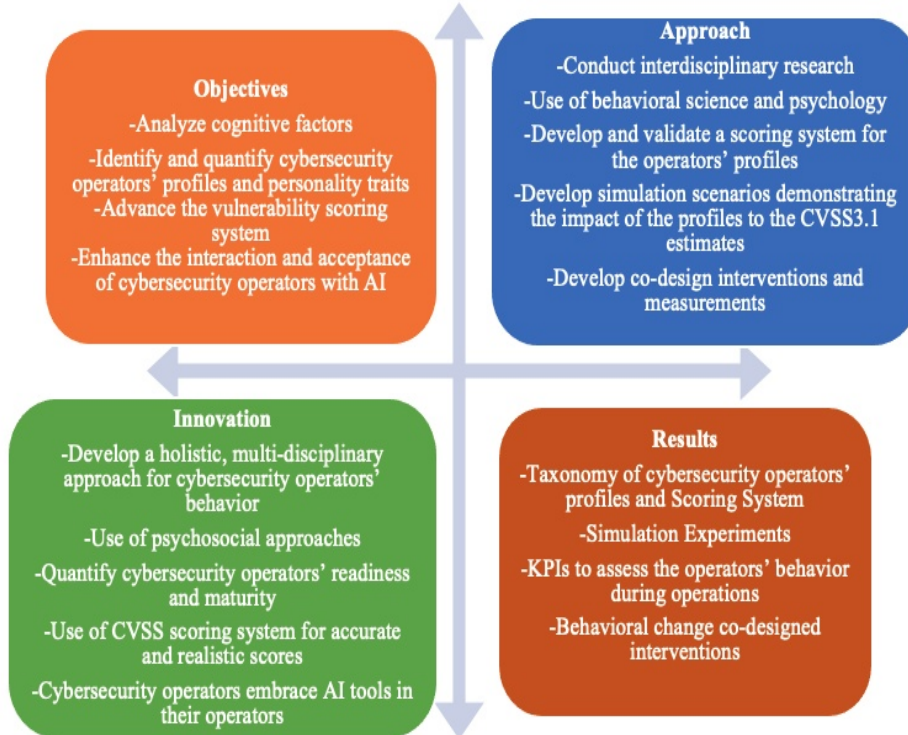 Objectives
-Analyze cognitive factors
-Identify and quantify cybersecurity
operators’ profiles and personality traits
-Advance the vulnerability scoring
system
-Enhance the interaction and acceptance
of cybersecurity operators with AI
Approach
-Conduct interdisciplinary research
-Use of behavioral science and psychology
-Develop and validate a scoring system for
the operators’ profiles
-Develop simulation scenarios demonstrating
the impact of the profiles to the CVSS3.1
estimates
-Develop co-design interventions and
measurements
Innovation
-Develop a holistic, multi-disciplinary
approach for cybersecurity operators’
behavior
-Use of psychosocial approaches
-Quantify cybersecurity operators’ readiness
and maturity
-Use of CVSS scoring system for accurate
and realistic scores
-Cybersecurity operators embrace AI tools in
their operators
Results
-Taxonomy of cybersecurity operators’
profiles and Scoring System
-Simulation Experiments
-KPIs to assess the operators’ behavior
during operations
-Behavioral change co-designed
interventions